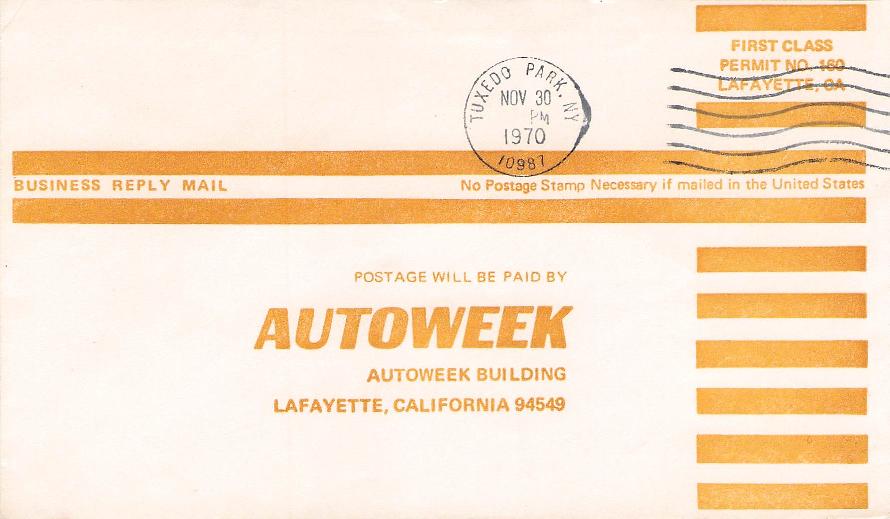 FIRST CLASS
PERMIT NO. 160
LAFAYETTE, CA
TUXEDO PARK, NY
NOV 30
PM
1970
10987
BUSINESS REPLY MAIL
No Postage Stamp Necessary if mailed in the United States
POSTAGE WILL BE PAID BY
AUTOWEEK
AUTOWEEK BUILDING
LAFAYETTE, CALIFORNIA 94549